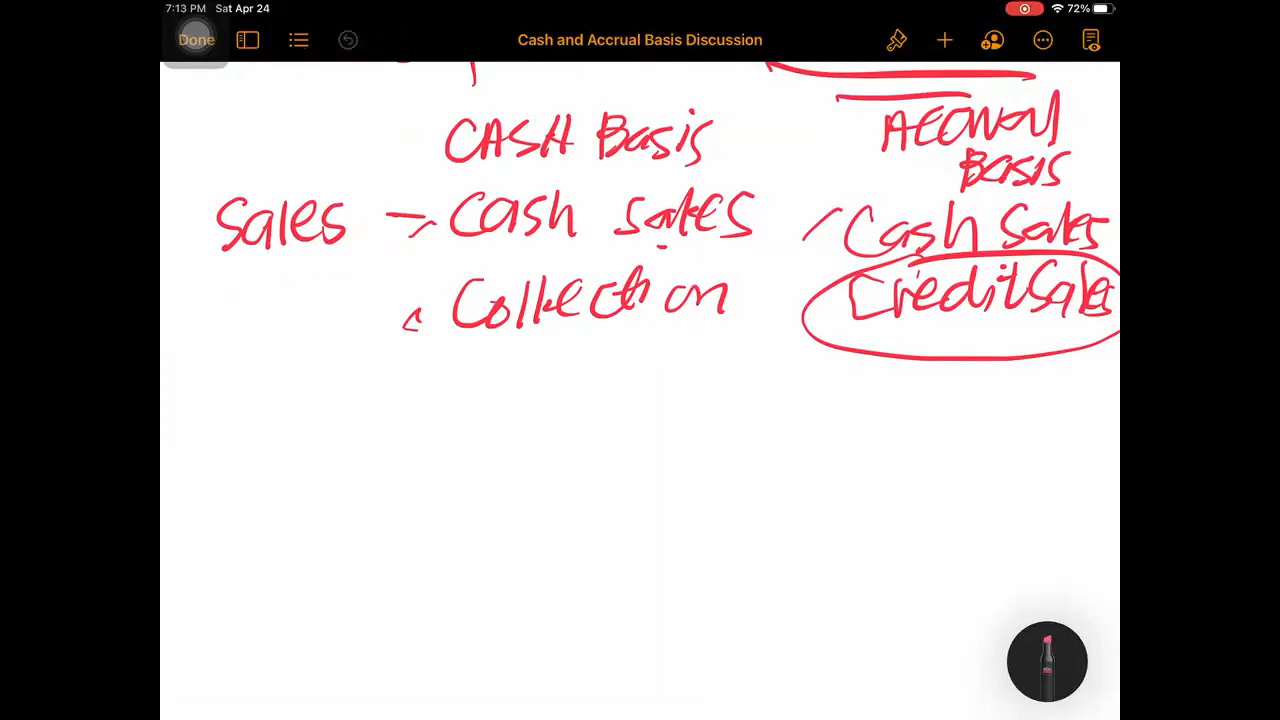 7:13 PM Sat Apr 24
72%
Done
Cash and Accrual Basis Discussion
CASH Basis
Accrual
Basis
Sales → Cash Sales
Cash Sales
Collection
Credit Sales